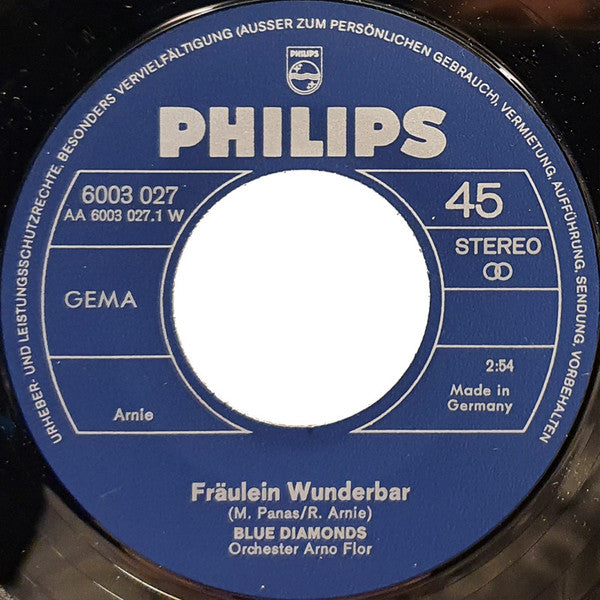 URHEBER- UND LEISTUNGSSCHUTZRECHTE, BESONDERS VERVIELFÄLTIGUNG (AUSSER ZUM PERSÖNLICHEN GEBRAUCH), VERMIETUNG, AUFFÜHRUNG, SENDUNG, VORBEHALTEN
PHILIPS
PHILIPS
6003 027
AA 6003 027.1 W
45
STEREO
GEMA
2:54
Made in
Germany
Arnie
Fräulein Wunderbar
(M. Panas/R. Arnie)
BLUE DIAMONDS
Orchester Arno Flor